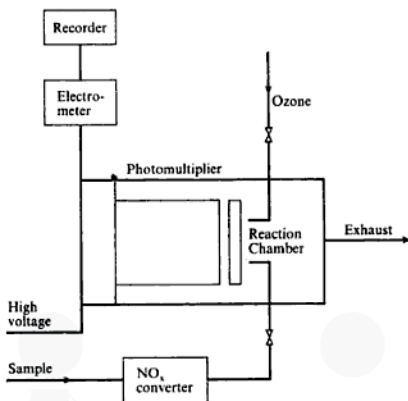 Recorder
Electro-
meter
Ozone
Photomultiplier
Reaction
Chamber
Exhaust
High
voltage
Sample
NOx
converter